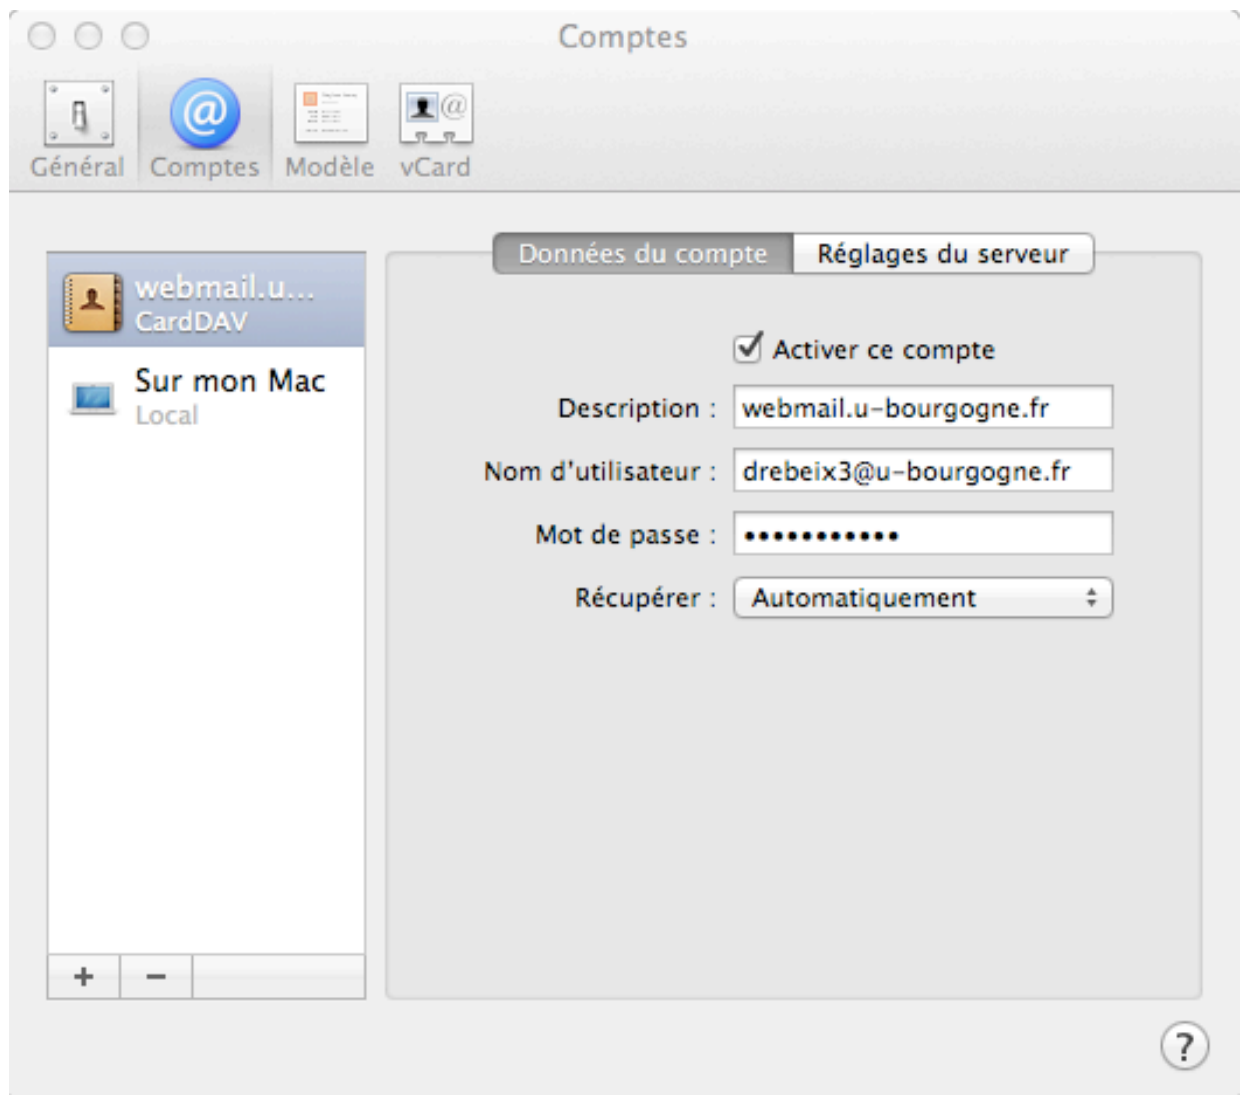 Comptes
Général Comptes Modèle vCard
Données du compte Réglages du serveur
webmail.u...
CardDAV
Sur mon Mac
Local
Activer ce compte
Description : webmail.u-bourgogne.fr
Nom d'utilisateur : drebeix3@u-bourgogne.fr
Mot de passe : •••••••••••
Récupérer : Automatiquement
+ −
?